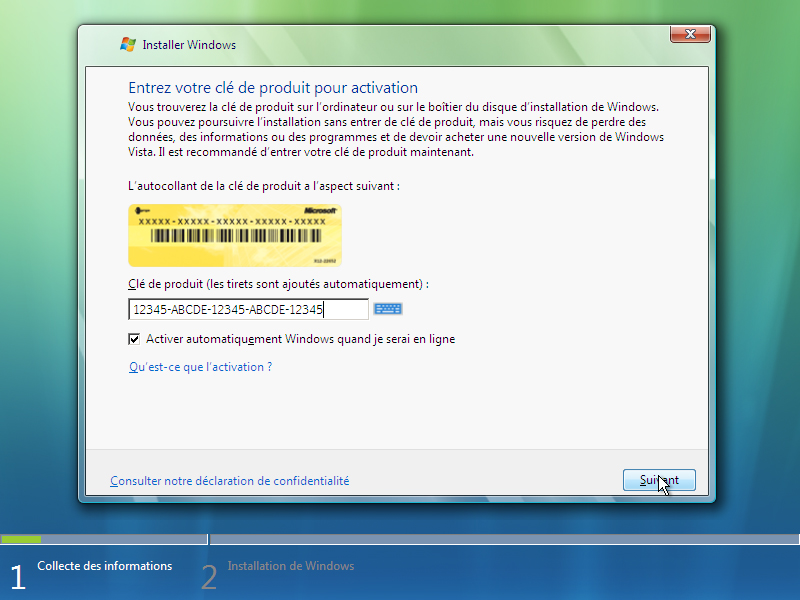 Installer Windows
Entrez votre clé de produit pour activation
Vous trouverez la clé de produit sur l'ordinateur ou sur le boîtier du disque d'installation de Windows.
Vous pouvez poursuivre l'installation sans entrer de clé de produit, mais vous risquez de perdre des
données, des informations ou des programmes et de devoir acheter une nouvelle version de Windows
Vista. Il est recommandé d'entrer votre clé de produit maintenant.
L'autocollant de la clé de produit a l'aspect suivant :
Microsoft
XXXXX-XXXXX-XXXXX-XXXXX-XXXXX
Clé de produit (les tirets sont ajoutés automatiquement) :
12345-ABCDE-12345-ABCDE-12345
Activer automatiquement Windows quand je serai en ligne
Qu'est-ce que l'activation ?
Consulter notre déclaration de confidentialité
Suivant
1 Collecte des informations
2 Installation de Windows